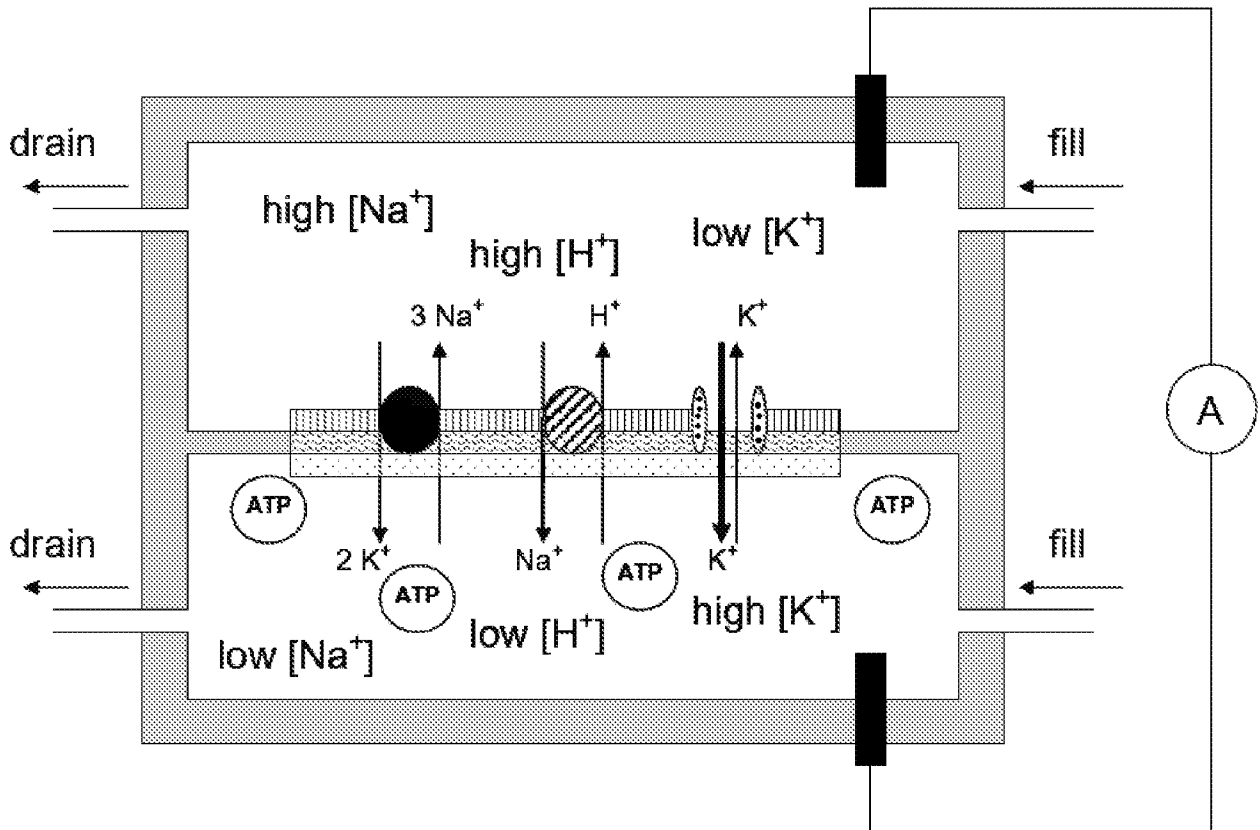 drain
fill
high [Na⁺]
low [K⁺]
high [H⁺]
3 Na⁺
H⁺
K⁺
A
ATP
ATP
drain
fill
2 K⁺
ATP
Na⁺
ATP
K⁺
high [K⁺]
low [H⁺]
low [Na⁺]